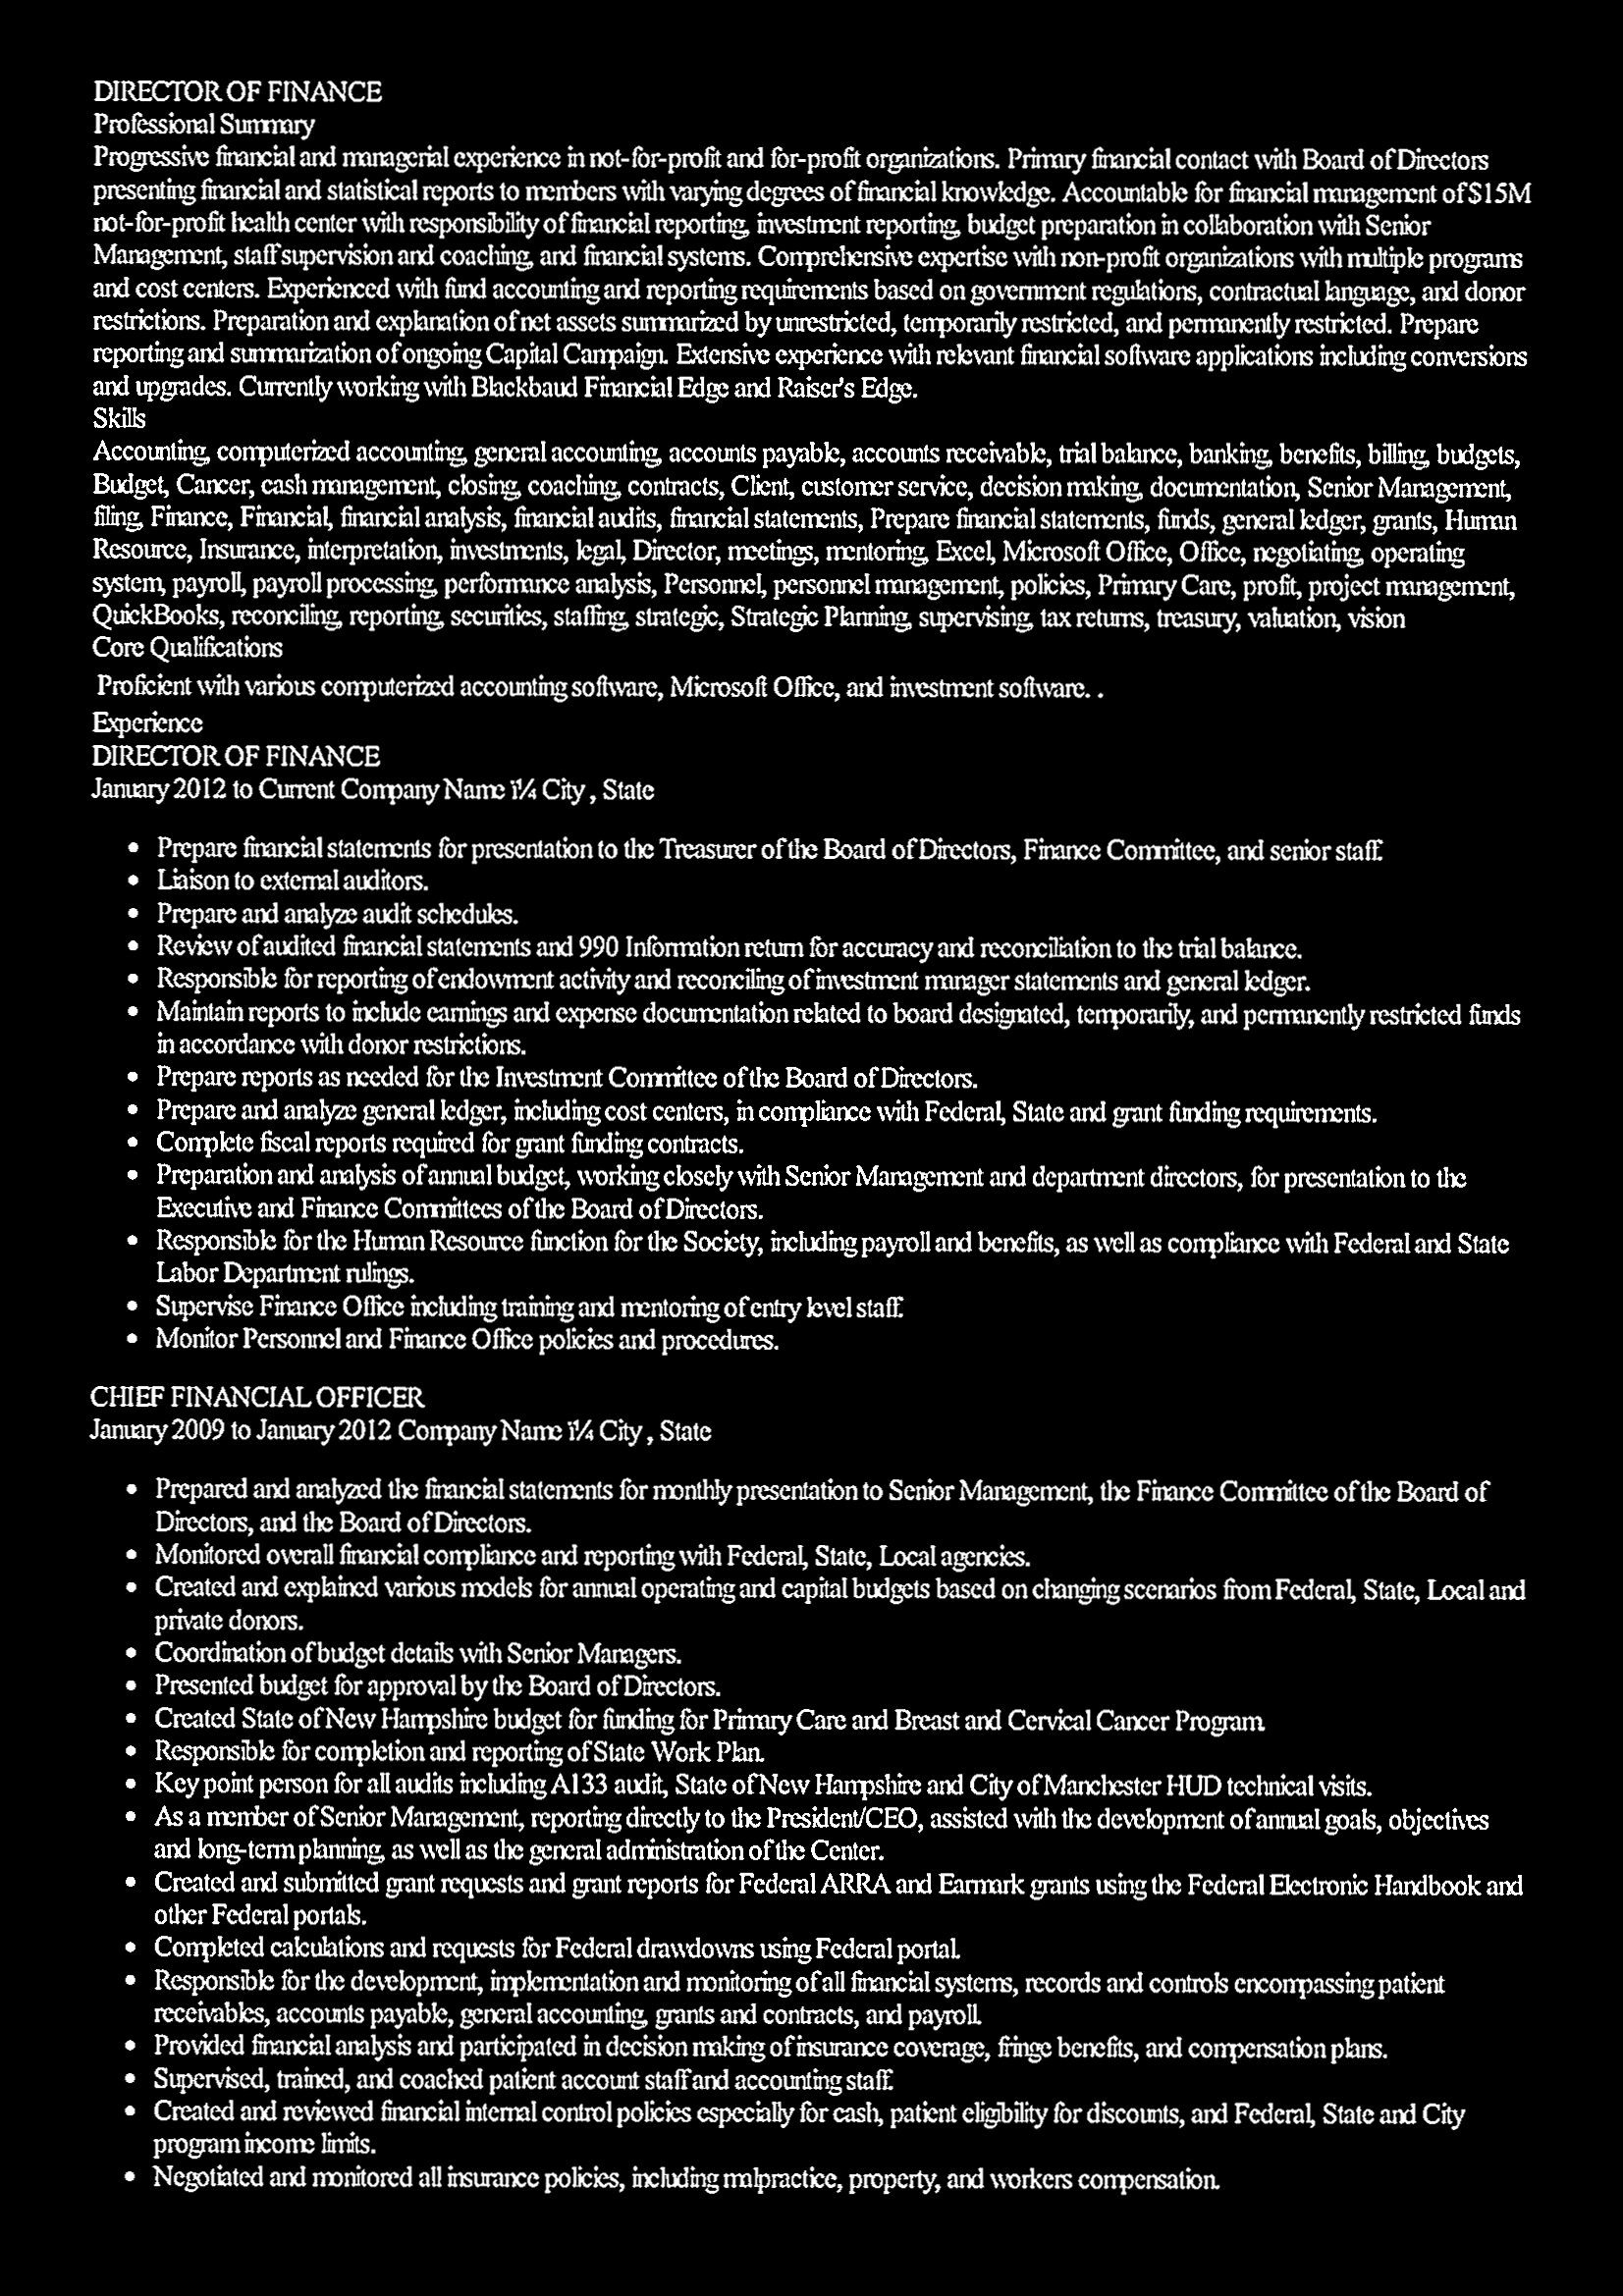 DIRECTOR OF FINANCE
Professional Summary
Progressive financial and managerial experience in not-for-profit and for-profit organizations. Primary financial contact with Board of Directors
presenting financial and statistical reports to members with varying degrees of financial knowledge. Accountable for financial management of $15M
not-for-profit health center with responsibility of financial reporting, investment reporting, budget preparation in collaboration with Senior
Management, staff supervision and coaching, and financial systems. Comprehensive expertise with non-profit organizations with multiple programs
and cost centers. Experienced with fund accounting and reporting requirements based on government regulations, contractual language, and donor
restrictions. Preparation and explanation of net assets summarized by unrestricted, temporarily restricted, and permanently restricted. Prepare
reporting and summarization of ongoing Capital Campaign. Extensive experience with relevant financial software applications including conversions
and upgrades. Currently working with Blackbaud Financial Edge and Raiser's Edge.
Skills
Accounting, computerized accounting, general accounting, accounts payable, accounts receivable, trial balance, banking, benefits, billing, budgets,
Budget, Cancer, cash management, closing, coaching, contracts, Client, customer service, decision making, documentation, Senior Management,
filing, Finance, Financial, financial analysis, financial audits, financial statements, Prepare financial statements, funds, general ledger, grants, Human
Resource, Insurance, interpretation, investments, legal, Director, meetings, mentoring, Excel, Microsoft Office, Office, negotiating, operating
system, payroll, payroll processing, performance analysis, Personnel, personnel management, policies, Primary Care, profit, project management,
QuickBooks, reconciling, reporting, securities, staffing, strategic, Strategic Planning, supervising, tax returns, treasury, valuation, vision
Core Qualifications
Proficient with various computerized accounting software, Microsoft Office, and investment software. .
Experience
DIRECTOR OF FINANCE
January 2012 to Current Company Name ï¼ City , State
• Prepare financial statements for presentation to the Treasurer of the Board of Directors, Finance Committee, and senior staff.
• Liaison to external auditors.
• Prepare and analyze audit schedules.
• Review of audited financial statements and 990 Information return for accuracy and reconciliation to the trial balance.
• Responsible for reporting of endowment activity and reconciling of investment manager statements and general ledger.
• Maintain reports to include earnings and expense documentation related to board designated, temporarily, and permanently restricted funds
in accordance with donor restrictions.
• Prepare reports as needed for the Investment Committee of the Board of Directors.
• Prepare and analyze general ledger, including cost centers, in compliance with Federal, State and grant funding requirements.
• Complete fiscal reports required for grant funding contracts.
• Preparation and analysis of annual budget, working closely with Senior Management and department directors, for presentation to the
Executive and Finance Committees of the Board of Directors.
• Responsible for the Human Resource function for the Society, including payroll and benefits, as well as compliance with Federal and State
Labor Department rulings.
• Supervise Finance Office including training and mentoring of entry level staff.
• Monitor Personnel and Finance Office policies and procedures.
CHIEF FINANCIAL OFFICER
January 2009 to January 2012 Company Name ï¼ City , State
• Prepared and analyzed the financial statements for monthly presentation to Senior Management, the Finance Committee of the Board of
Directors, and the Board of Directors.
• Monitored overall financial compliance and reporting with Federal, State, Local agencies.
• Created and explained various models for annual operating and capital budgets based on changing scenarios from Federal, State, Local and
private donors.
• Coordination of budget details with Senior Managers.
• Presented budget for approval by the Board of Directors.
• Created State of New Hampshire budget for funding for Primary Care and Breast and Cervical Cancer Program.
• Responsible for completion and reporting of State Work Plan.
• Key point person for all audits including A133 audit, State of New Hampshire and City of Manchester HUD technical visits.
• As a member of Senior Management, reporting directly to the President/CEO, assisted with the development of annual goals, objectives
and long-term planning, as well as the general administration of the Center.
• Created and submitted grant requests and grant reports for Federal ARRA and Earmark grants using the Federal Electronic Handbook and
other Federal portals.
• Completed calculations and requests for Federal drawdowns using Federal portal.
• Responsible for the development, implementation and monitoring of all financial systems, records and controls encompassing patient
receivables, accounts payable, general accounting, grants and contracts, and payroll.
• Provided financial analysis and participated in decision making of insurance coverage, fringe benefits, and compensation plans.
• Supervised, trained, and coached patient account staff and accounting staff.
• Created and reviewed financial internal control policies especially for cash, patient eligibility for discounts, and Federal, State and City
program income limits.
• Negotiated and monitored all insurance policies, including malpractice, property, and workers compensation.